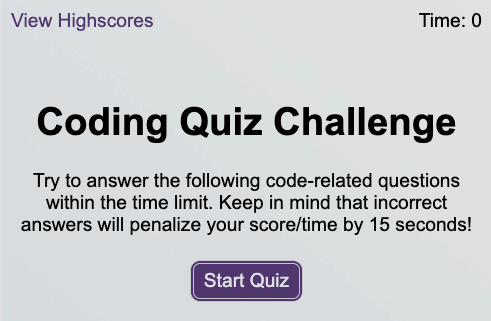 View Highscores
Time: 0
Coding Quiz Challenge
Try to answer the following code-related questions
within the time limit. Keep in mind that incorrect
answers will penalize your score/time by 15 seconds!
Start Quiz